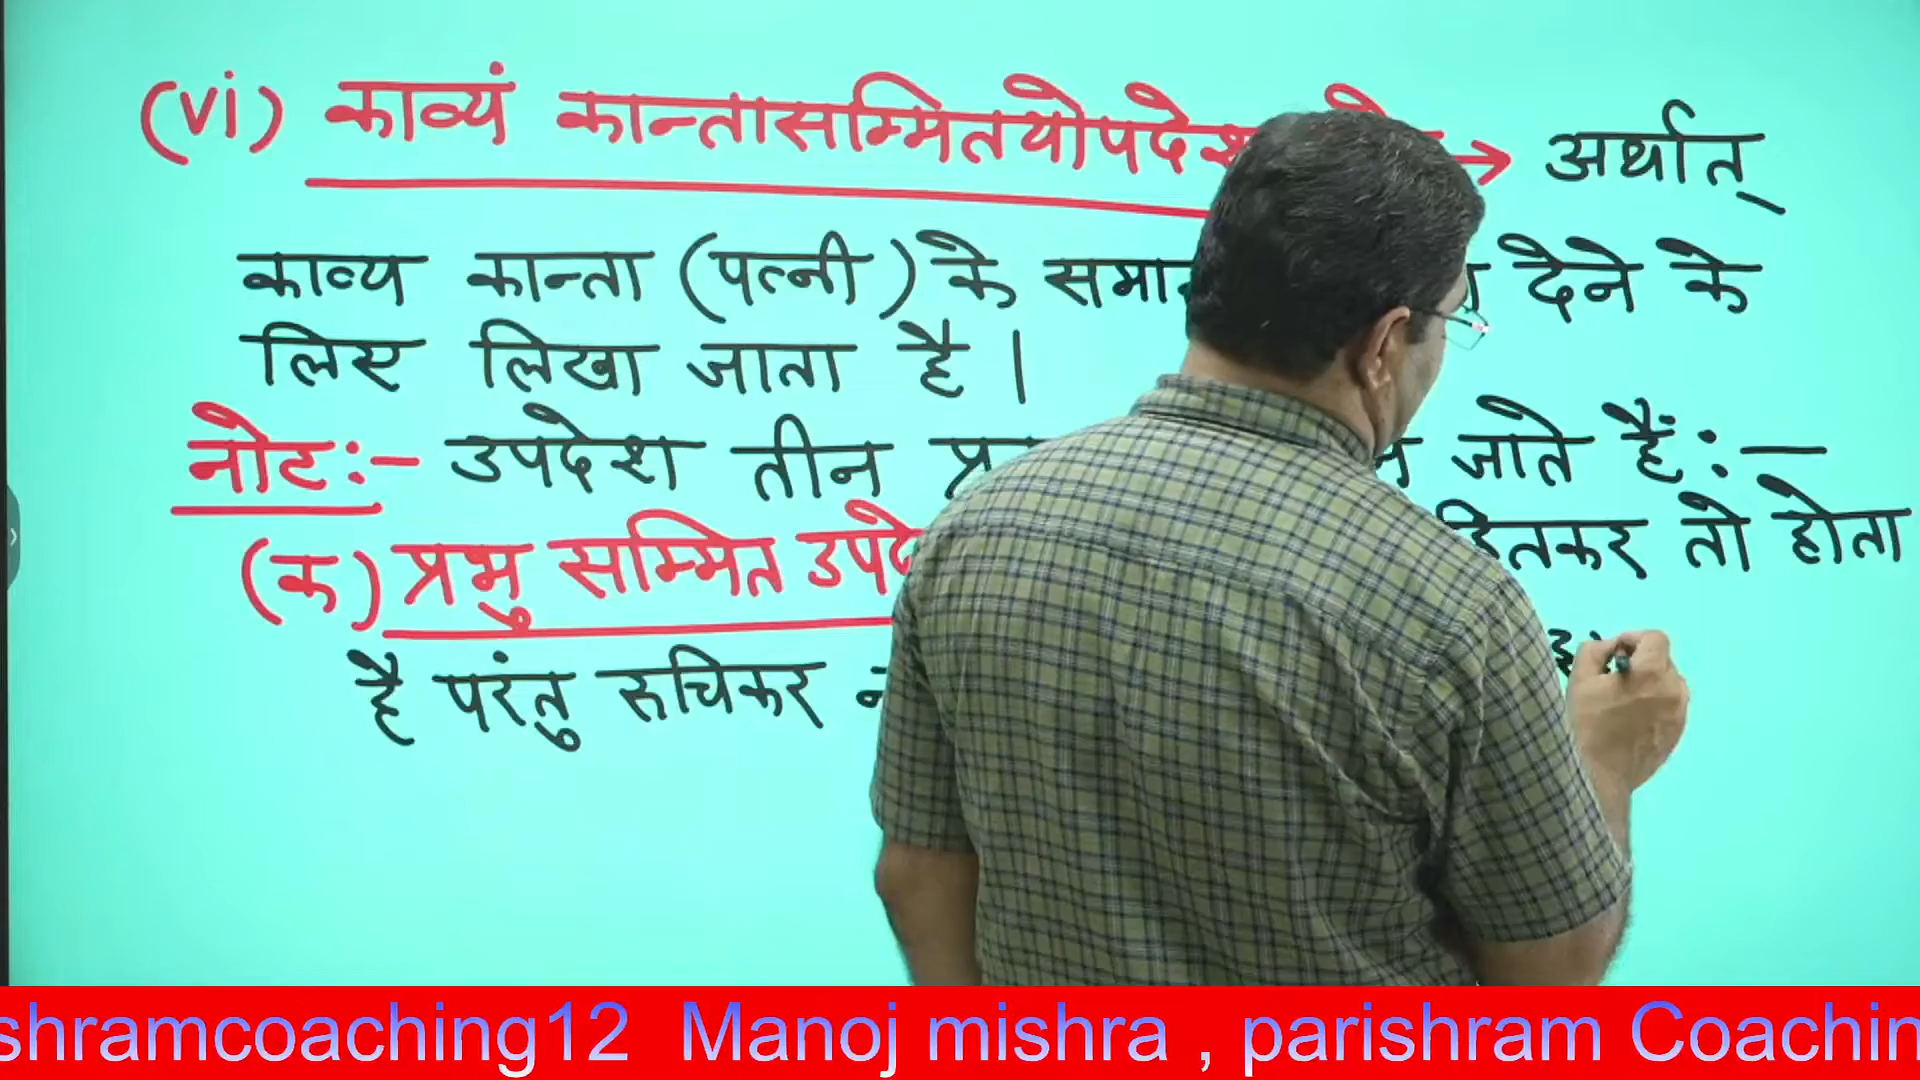 (vi) काव्यं कान्तासम्मितयोपदेश → अर्थात्
काव्य कान्ता (पत्नी) के समान देने के
लिए लिखा जाता है।
नोटः- उपदेश तीन जाते हैं:-
(क) प्रभु सम्मित हितकर तो होता
है परंतु रुचिकर
shramcoaching12 Manoj mishra , parishram Coachin